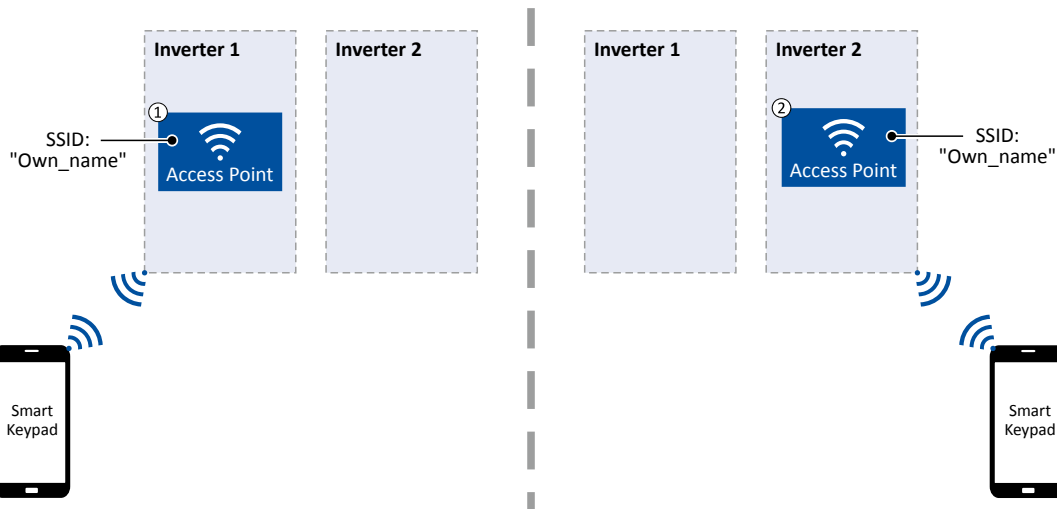 Inverter 1
Inverter 2
①
SSID:
"Own_name"
Access Point
Smart
Keypad
Inverter 1
Inverter 2
②
SSID:
"Own_name"
Access Point
Smart
Keypad